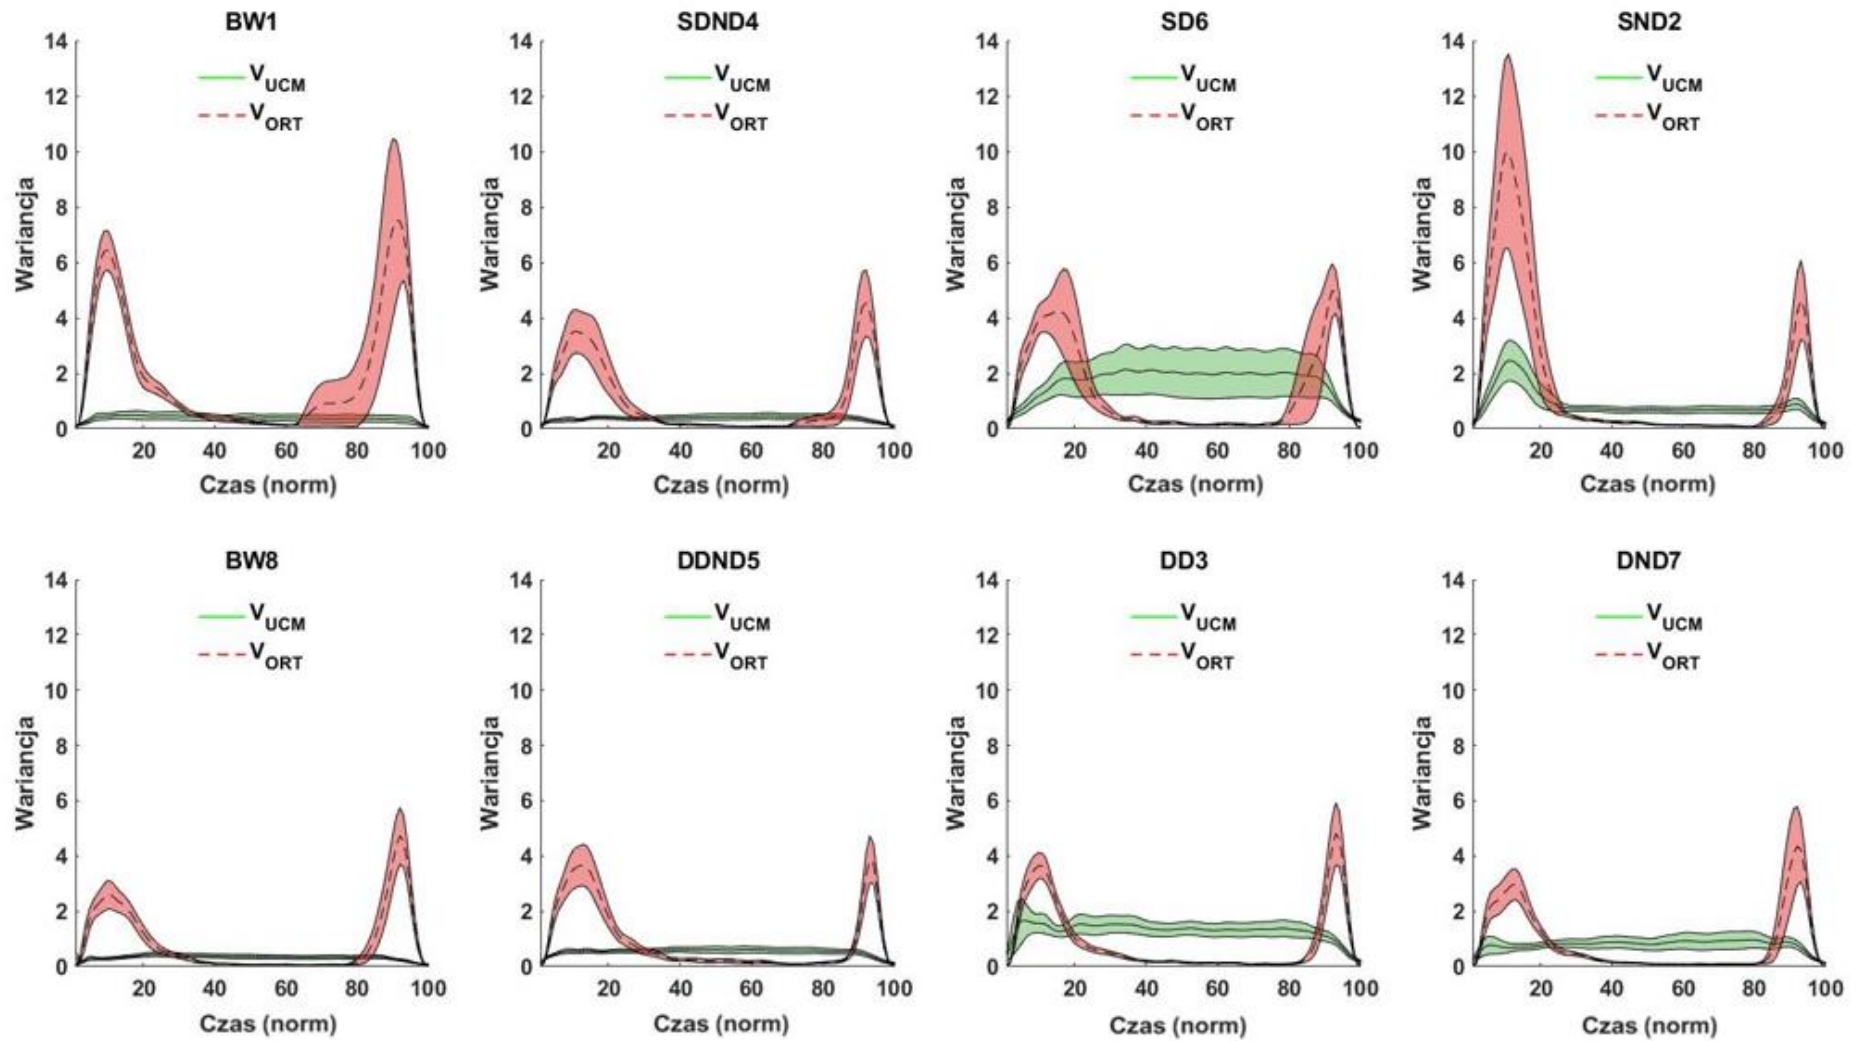 BW1
14
12
10
8
6
4
2
0
V_UCM
V_ORT
Wariancja
20 40 60 80 100
Czas (norm)
SDND4
14
12
10
8
6
4
2
0
V_UCM
V_ORT
Wariancja
20 40 60 80 100
Czas (norm)
SD6
14
12
10
8
6
4
2
0
V_UCM
V_ORT
Wariancja
20 40 60 80 100
Czas (norm)
SND2
14
12
10
8
6
4
2
0
V_UCM
V_ORT
Wariancja
20 40 60 80 100
Czas (norm)
BW8
14
12
10
8
6
4
2
0
V_UCM
V_ORT
Wariancja
20 40 60 80 100
Czas (norm)
DDND5
14
12
10
8
6
4
2
0
V_UCM
V_ORT
Wariancja
20 40 60 80 100
Czas (norm)
DD3
14
12
10
8
6
4
2
0
V_UCM
V_ORT
Wariancja
20 40 60 80 100
Czas (norm)
DND7
14
12
10
8
6
4
2
0
V_UCM
V_ORT
Wariancja
20 40 60 80 100
Czas (norm)